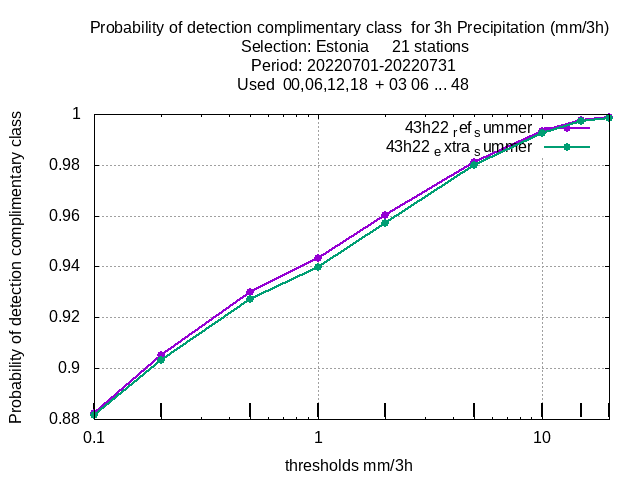 Probability of detection complimentary class  for 3h Precipitation (mm/3h)
Selection: Estonia     21 stations
Period: 20220701-20220731
Used  00,06,12,18  + 03 06 ... 48
Probability of detection complimentary class
1
0.98
0.96
0.94
0.92
0.9
0.88
43h22 ref summer
43h22 extra summer
0.1 1 10
thresholds mm/3h